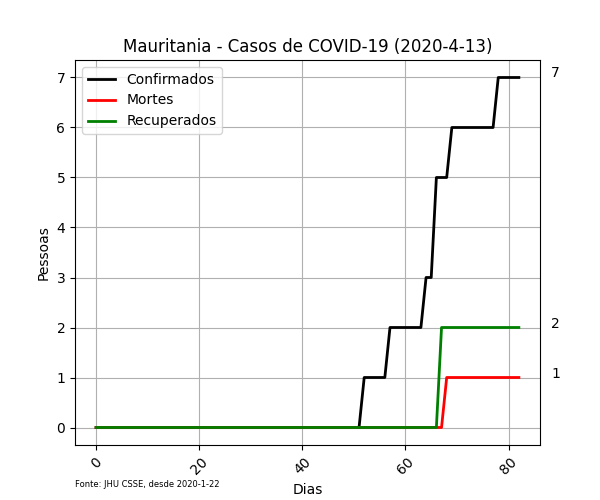 Mauritania - Casos de COVID-19 (2020-4-13)
Confirmados
Mortes
Recuperados
7
6
5
4
3
2
1
0
Pessoas
7
2
1
0
20
40
60
80
Dias
Fonte: JHU CSSE, desde 2020-1-22